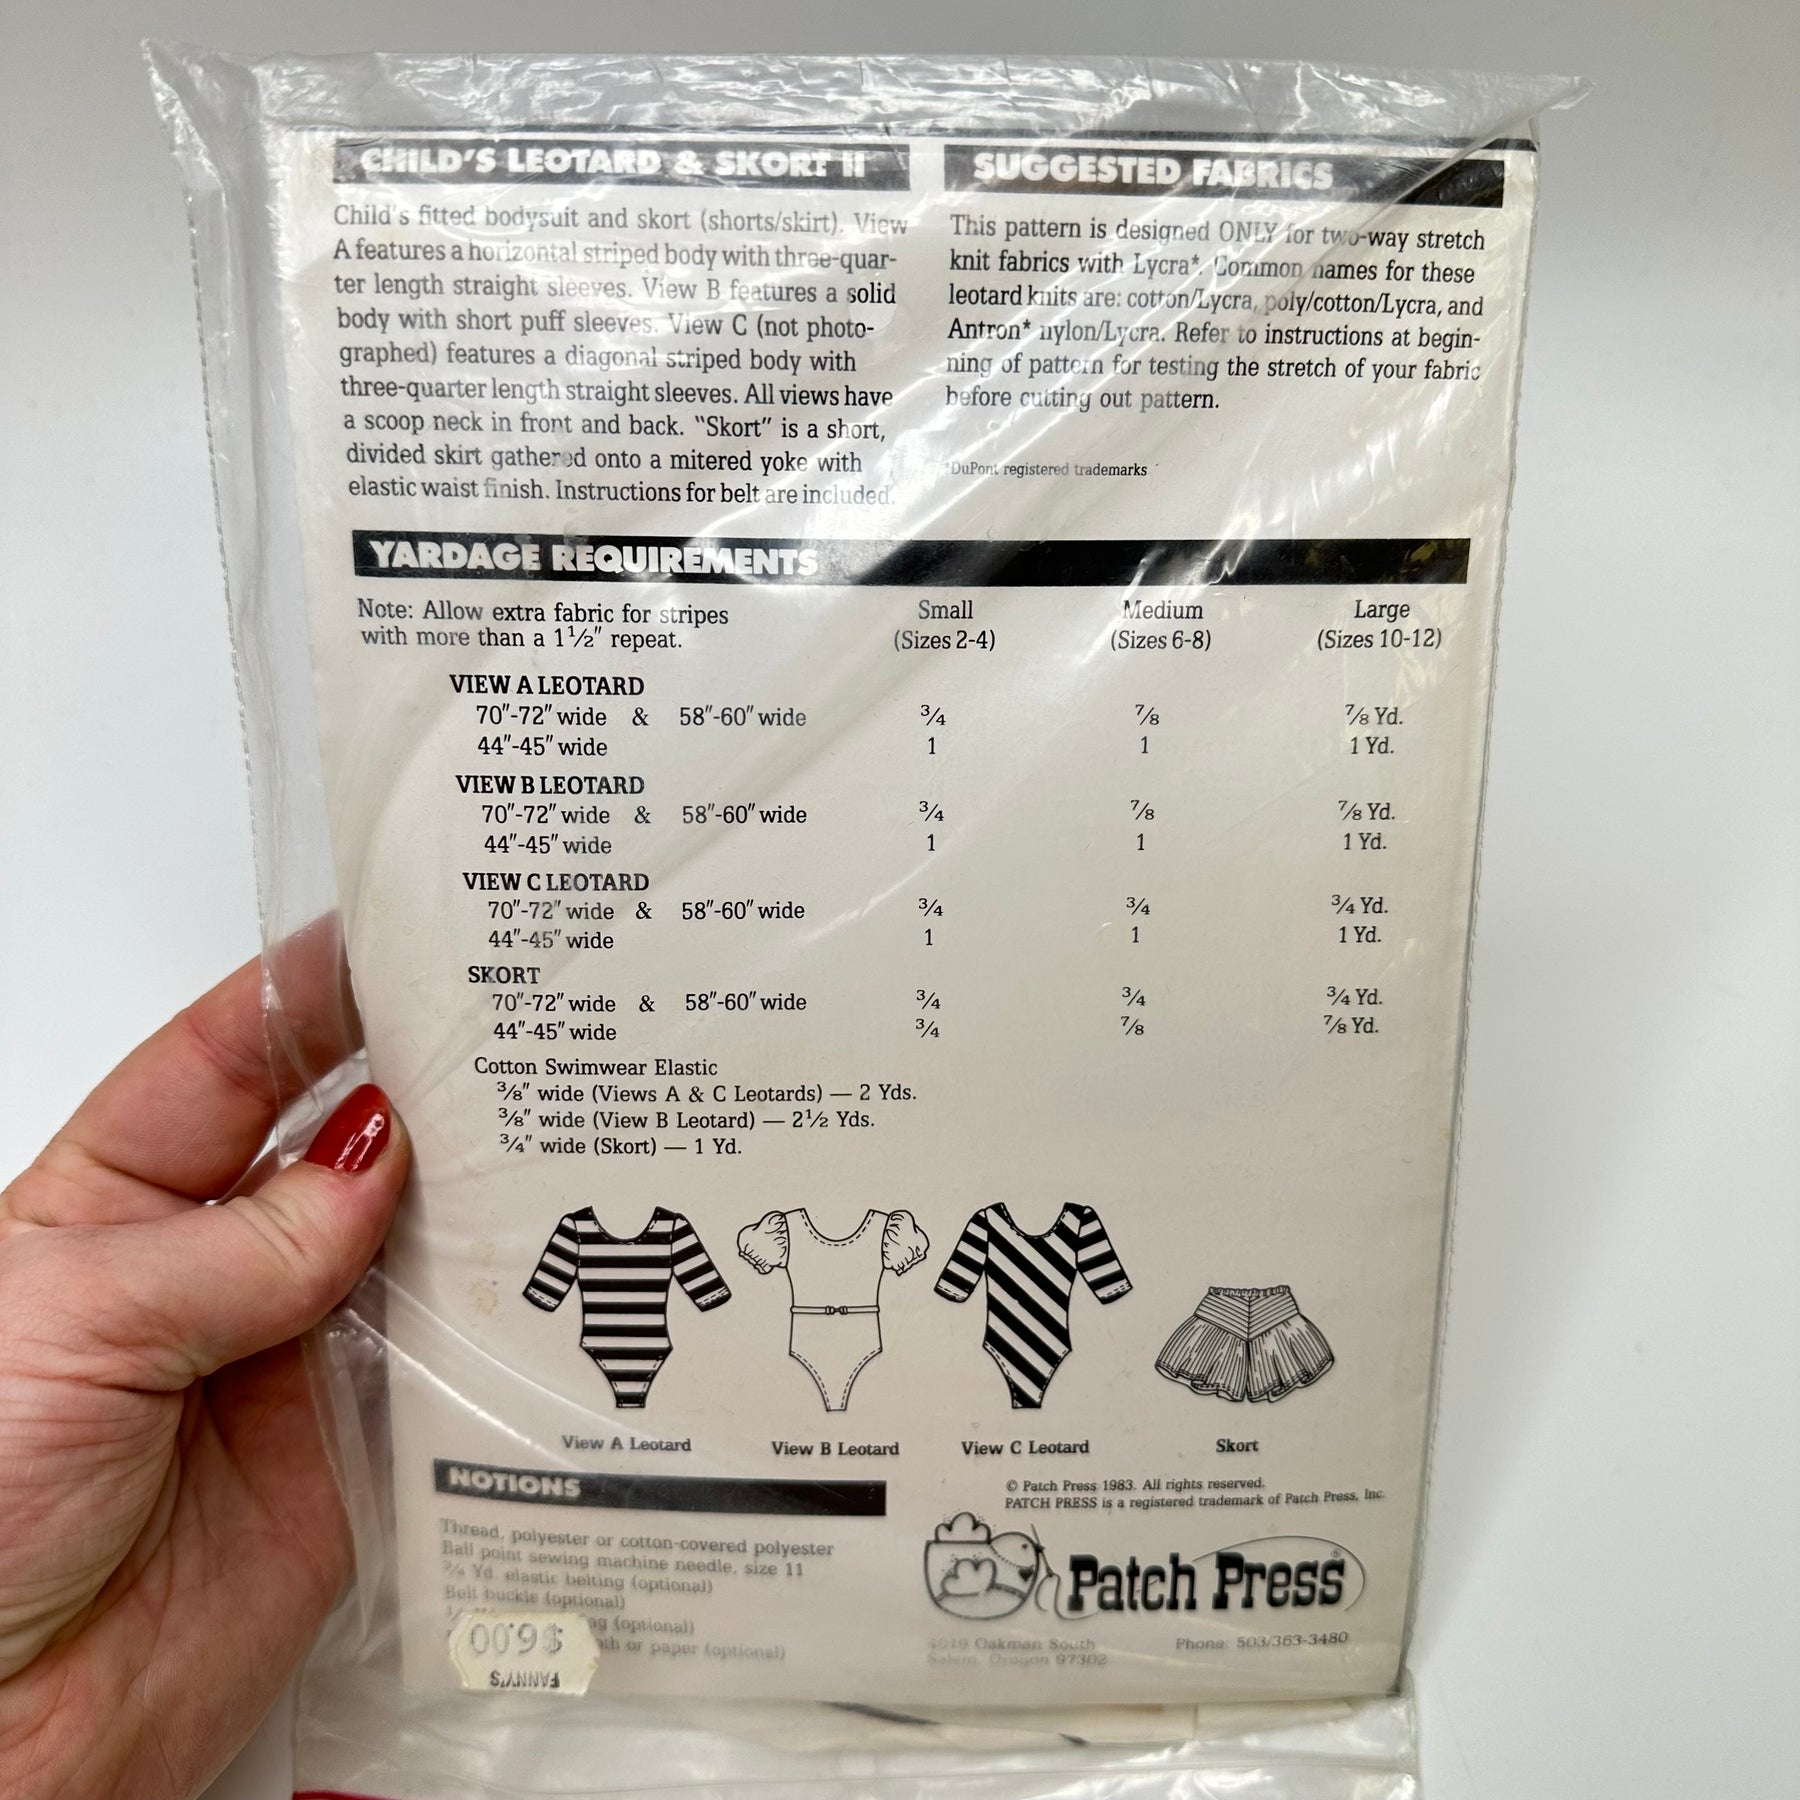 CHILD'S LEOTARD & SKORT II
Child's fitted bodysuit and skort (shorts/skirt). View
A features a horizontal striped body with three-quar-
ter length straight sleeves. View B features a solid
body with short puff sleeves. View C (not photo-
graphed) features a diagonal striped body with
three-quarter length straight sleeves. All views have
a scoop neck in front and back. "Skort" is a short,
divided skirt gathered onto a mitered yoke with
elastic waist finish. Instructions for belt are included.
SUGGESTED FABRICS
This pattern is designed ONLY for two-way stretch
knit fabrics with Lycra*. Common names for these
leotard knits are: cotton/Lycra, poly/cotton/Lycra, and
Antron* nylon/Lycra. Refer to instructions at begin-
ning of pattern for testing the stretch of your fabric
before cutting out pattern.
*DuPont registered trademarks
YARDAGE REQUIREMENTS
Note: Allow extra fabric for stripes
with more than a 1½" repeat.
Small Medium Large
(Sizes 2-4) (Sizes 6-8) (Sizes 10-12)
VIEW A LEOTARD
70"-72" wide & 58"-60" wide ¾ ⅞ ⅞ Yd.
44"-45" wide 1 1 1 Yd.
VIEW B LEOTARD
70"-72" wide & 58"-60" wide ¾ ⅞ ⅞ Yd.
44"-45" wide 1 1 1 Yd.
VIEW C LEOTARD
70"-72" wide & 58"-60" wide ¾ ¾ ¾ Yd.
44"-45" wide 1 1 1 Yd.
SKORT
70"-72" wide & 58"-60" wide ¾ ¾ ¾ Yd.
44"-45" wide ¾ ⅞ ⅞ Yd.
Cotton Swimwear Elastic
⅜" wide (Views A & C Leotards) — 2 Yds.
⅜" wide (View B Leotard) — 2½ Yds.
¾" wide (Skort) — 1 Yd.
View A Leotard
View B Leotard
View C Leotard
Skort
NOTIONS
Thread, polyester or cotton-covered polyester
Ball point sewing machine needle, size 11
Yd. elastic belting (optional)
Belt buckle (optional)
(optional)
or paper (optional)
$6.00
FANNY'S
© Patch Press 1983. All rights reserved.
PATCH PRESS is a registered trademark of Patch Press, Inc.
Patch Press®
4019 Oakman South
Salem, Oregon 97302
Phone: 503/363-3480